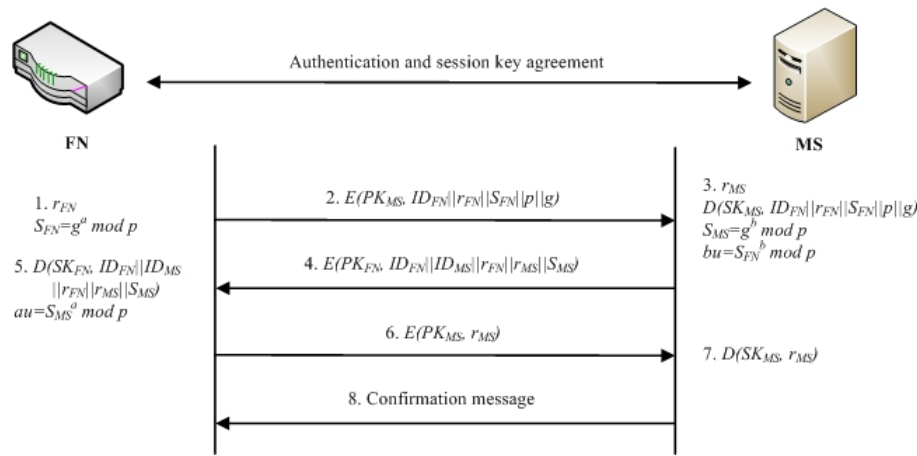 Authentication and session key agreement
FN
MS
1. r_FN
S_FN=g^a mod p
2. E(PK_MS, ID_FN||r_FN||S_FN||p||g)
3. r_MS
D(SK_MS, ID_FN||r_FN||S_FN||p||g)
S_MS=g^b mod p
bu=S_FN^b mod p
4. E(PK_FN, ID_FN||ID_MS||r_FN||r_MS||S_MS)
5. D(SK_FN, ID_FN||ID_MS
||r_FN||r_MS||S_MS)
au=S_MS^a mod p
6. E(PK_MS, r_MS)
7. D(SK_MS, r_MS)
8. Confirmation message